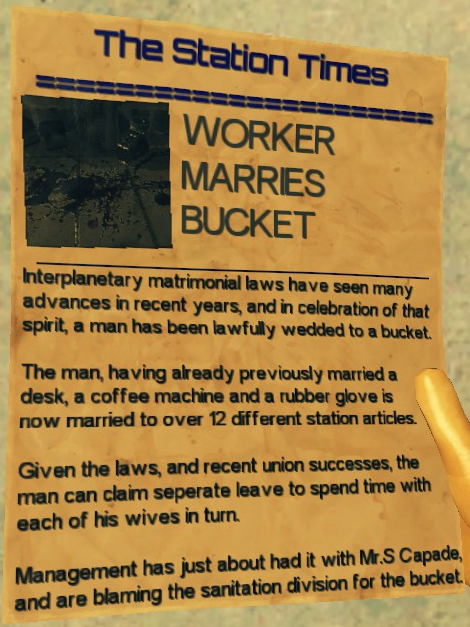 The Station Times
WORKER
MARRIES
BUCKET
Interplanetary matrimonial laws have seen many
advances in recent years, and in celebration of that
spirit, a man has been lawfully wedded to a bucket.
The man, having already previously married a
desk, a coffee machine and a rubber glove is
now married to over 12 different station articles.
Given the laws, and recent union successes, the
man can claim seperate leave to spend time with
each of his wives in turn.
Management has just about had it with Mr.S Capade,
and are blaming the sanitation division for the bucket.